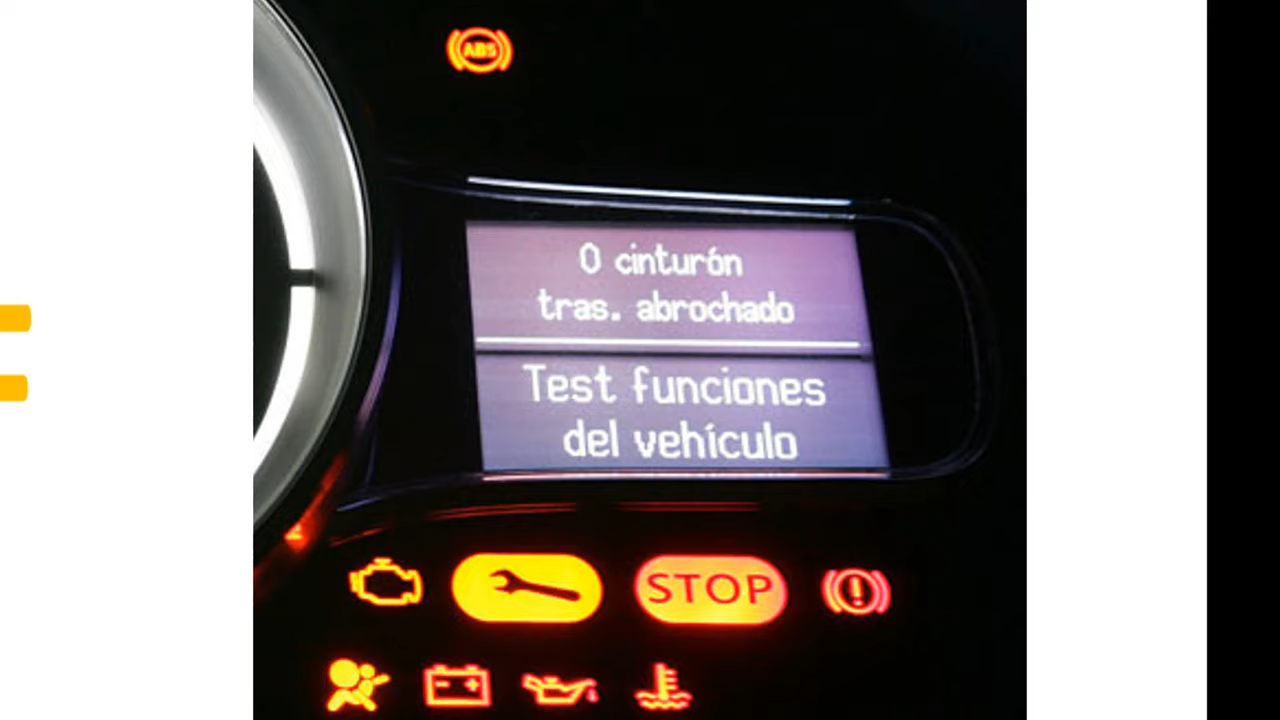 ABS
0 cinturón
tras. abrochado
Test funciones
del vehículo
STOP